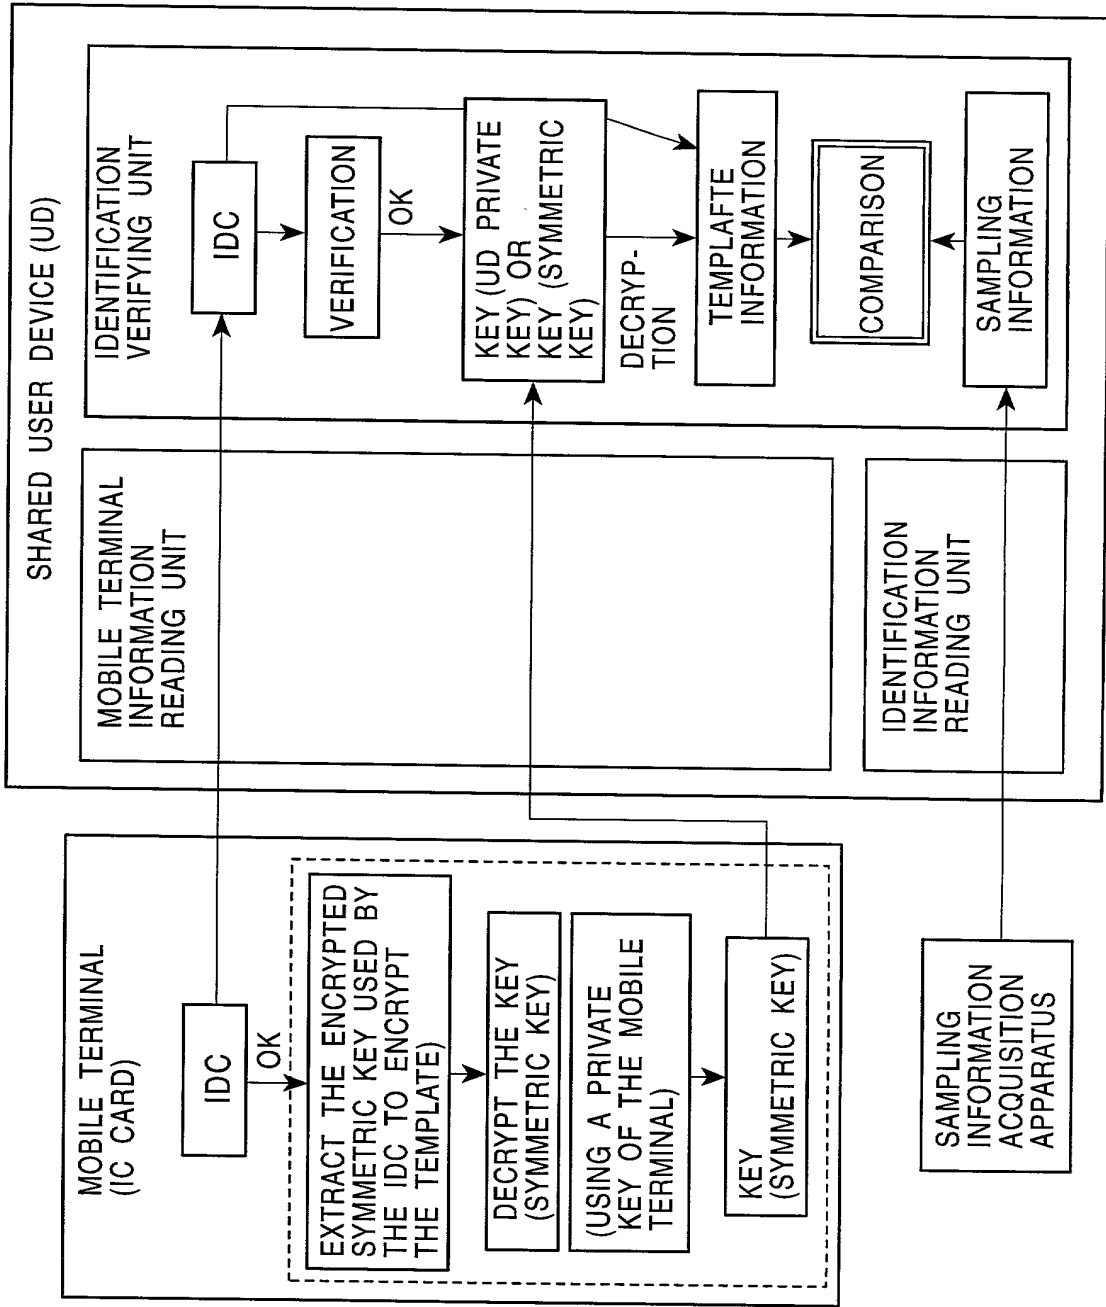 SHARED USER DEVICE (UD)
MOBILE TERMINAL
(IC CARD)
IDC
OK
EXTRACT THE ENCRYPTED
SYMMETRIC KEY USED BY
THE IDC TO ENCRYPT
THE TEMPLATE)
DECRYPT THE KEY
(SYMMETRIC KEY)
(USING A PRIVATE
KEY OF THE MOBILE
TERMINAL)
KEY
(SYMMETRIC KEY)
SAMPLING
INFORMATION
ACQUISITION
APPARATUS
MOBILE TERMINAL
INFORMATION
READING UNIT
IDENTIFICATION
INFORMATION
READING UNIT
IDENTIFICATION
VERIFYING UNIT
IDC
VERIFICATION
OK
KEY (UD PRIVATE
KEY) OR
KEY (SYMMETRIC
KEY)
DECRYP-
TION
TEMPLAFTE
INFORMATION
COMPARISON
SAMPLING
INFORMATION